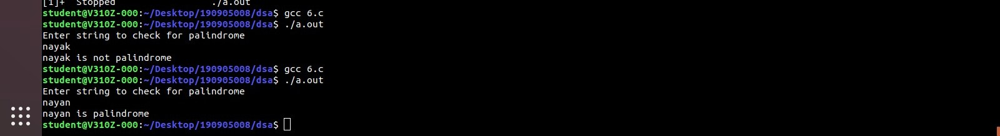 [1]+  Stopped                 ./a.out
student@V310Z-000:~/Desktop/190905008/dsa$ gcc 6.c
student@V310Z-000:~/Desktop/190905008/dsa$ ./a.out
Enter string to check for palindrome
nayak
nayak is not palindrome
student@V310Z-000:~/Desktop/190905008/dsa$ gcc 6.c
student@V310Z-000:~/Desktop/190905008/dsa$ ./a.out
Enter string to check for palindrome
nayan
nayan is palindrome
student@V310Z-000:~/Desktop/190905008/dsa$